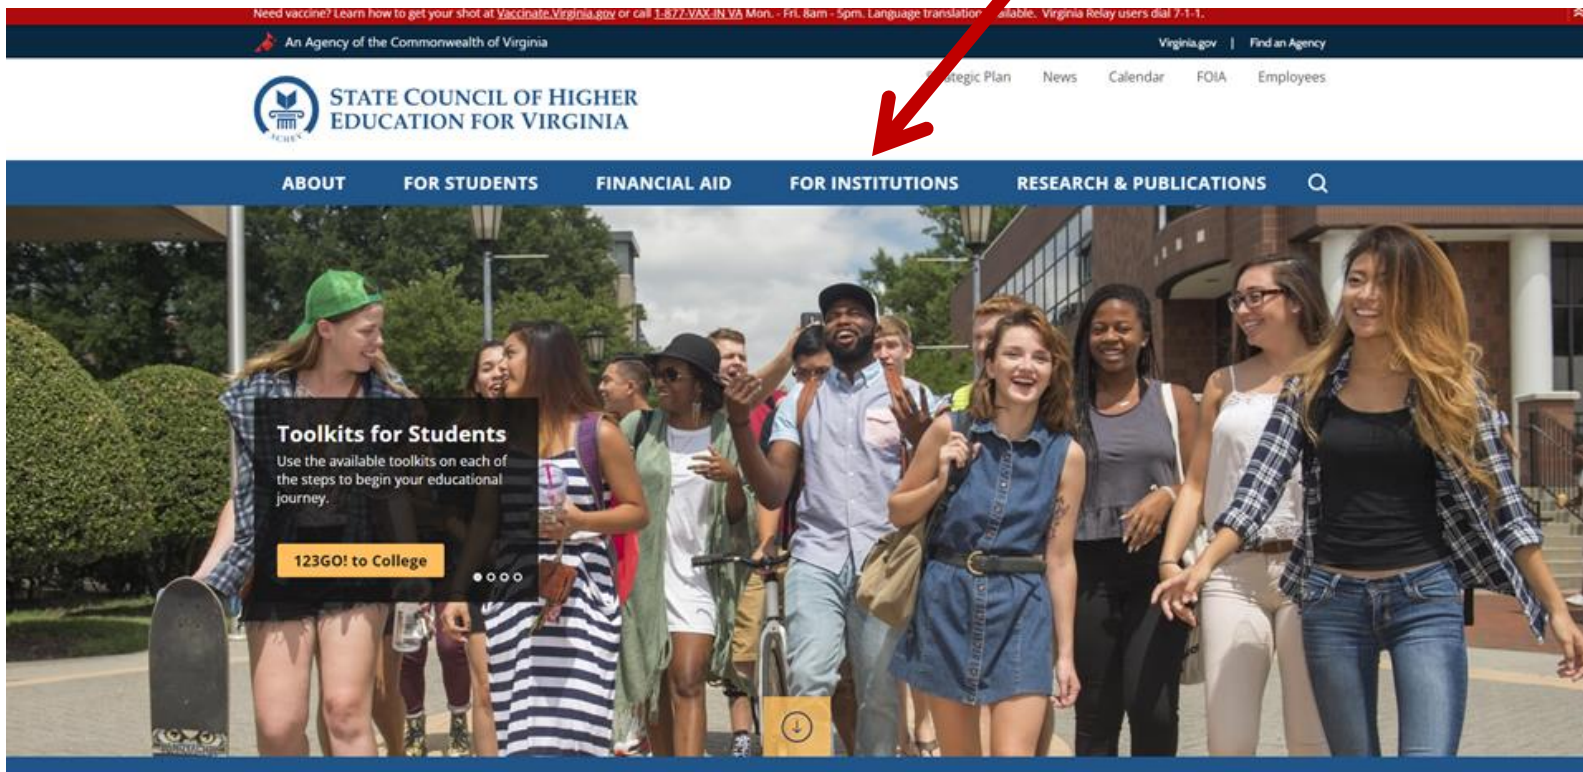 Need vaccine? Learn how to get your shot at Vaccinate.Virginia.gov or call 1-877-VAX-IN VA Mon. - Fri. 8am - 5pm. Language translation Virginia Relay users dial 7-1-1.
An Agency of the Commonwealth of Virginia
Virginia.gov | Find an Agency
Plan News Calendar FOIA Employees
STATE COUNCIL OF HIGHER
EDUCATION FOR VIRGINIA
SCHEV
ABOUT FOR STUDENTS FINANCIAL AID FOR INSTITUTIONS RESEARCH & PUBLICATIONS
Toolkits for Students
Use the available toolkits on each of
the steps to begin your educational
journey.
123GO! to College